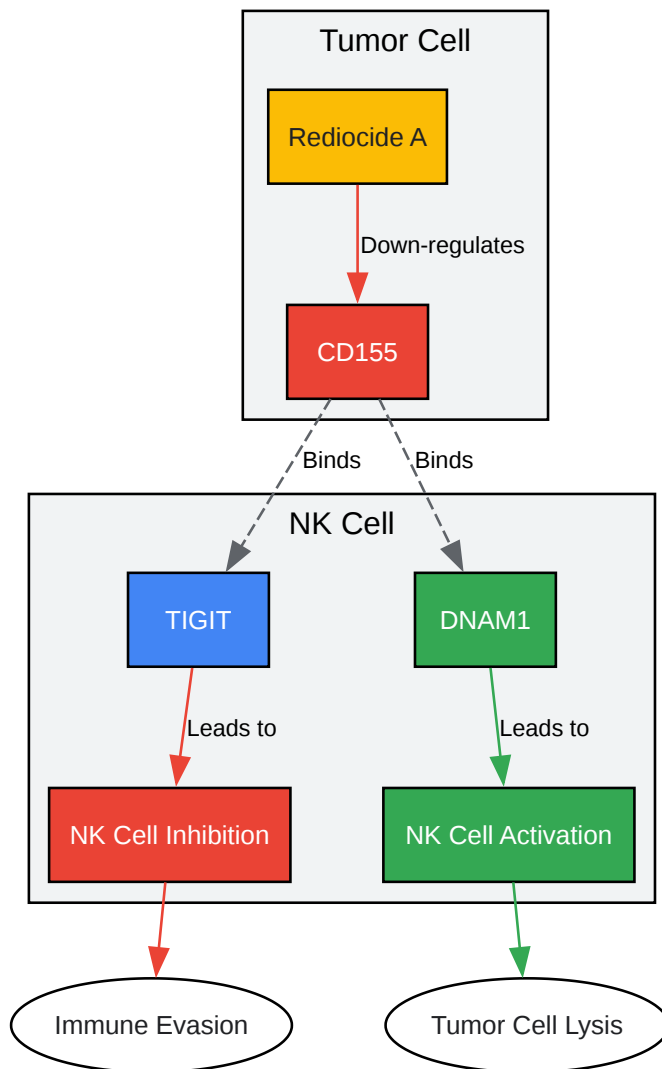 Tumor Cell
Rediocide A
Down-regulates
CD155
Binds
Binds
NK Cell
TIGIT
DNAM1
Leads to
Leads to
NK Cell Inhibition
NK Cell Activation
Immune Evasion
Tumor Cell Lysis